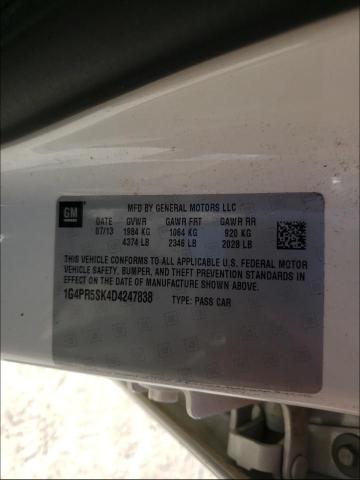 GM
MFD BY GENERAL MOTORS LLC
DATE GVWR GAWR FRT GAWR RR
07/13 1984 KG 1064 KG 920 KG
4374 LB 2346 LB 2028 LB
THIS VEHICLE CONFORMS TO ALL APPLICABLE U.S. FEDERAL MOTOR
VEHICLE SAFETY, BUMPER, AND THEFT PREVENTION STANDARDS IN
EFFECT ON THE DATE OF MANUFACTURE SHOWN ABOVE.
1G4PR5SK4D4247838 TYPE: PASS CAR